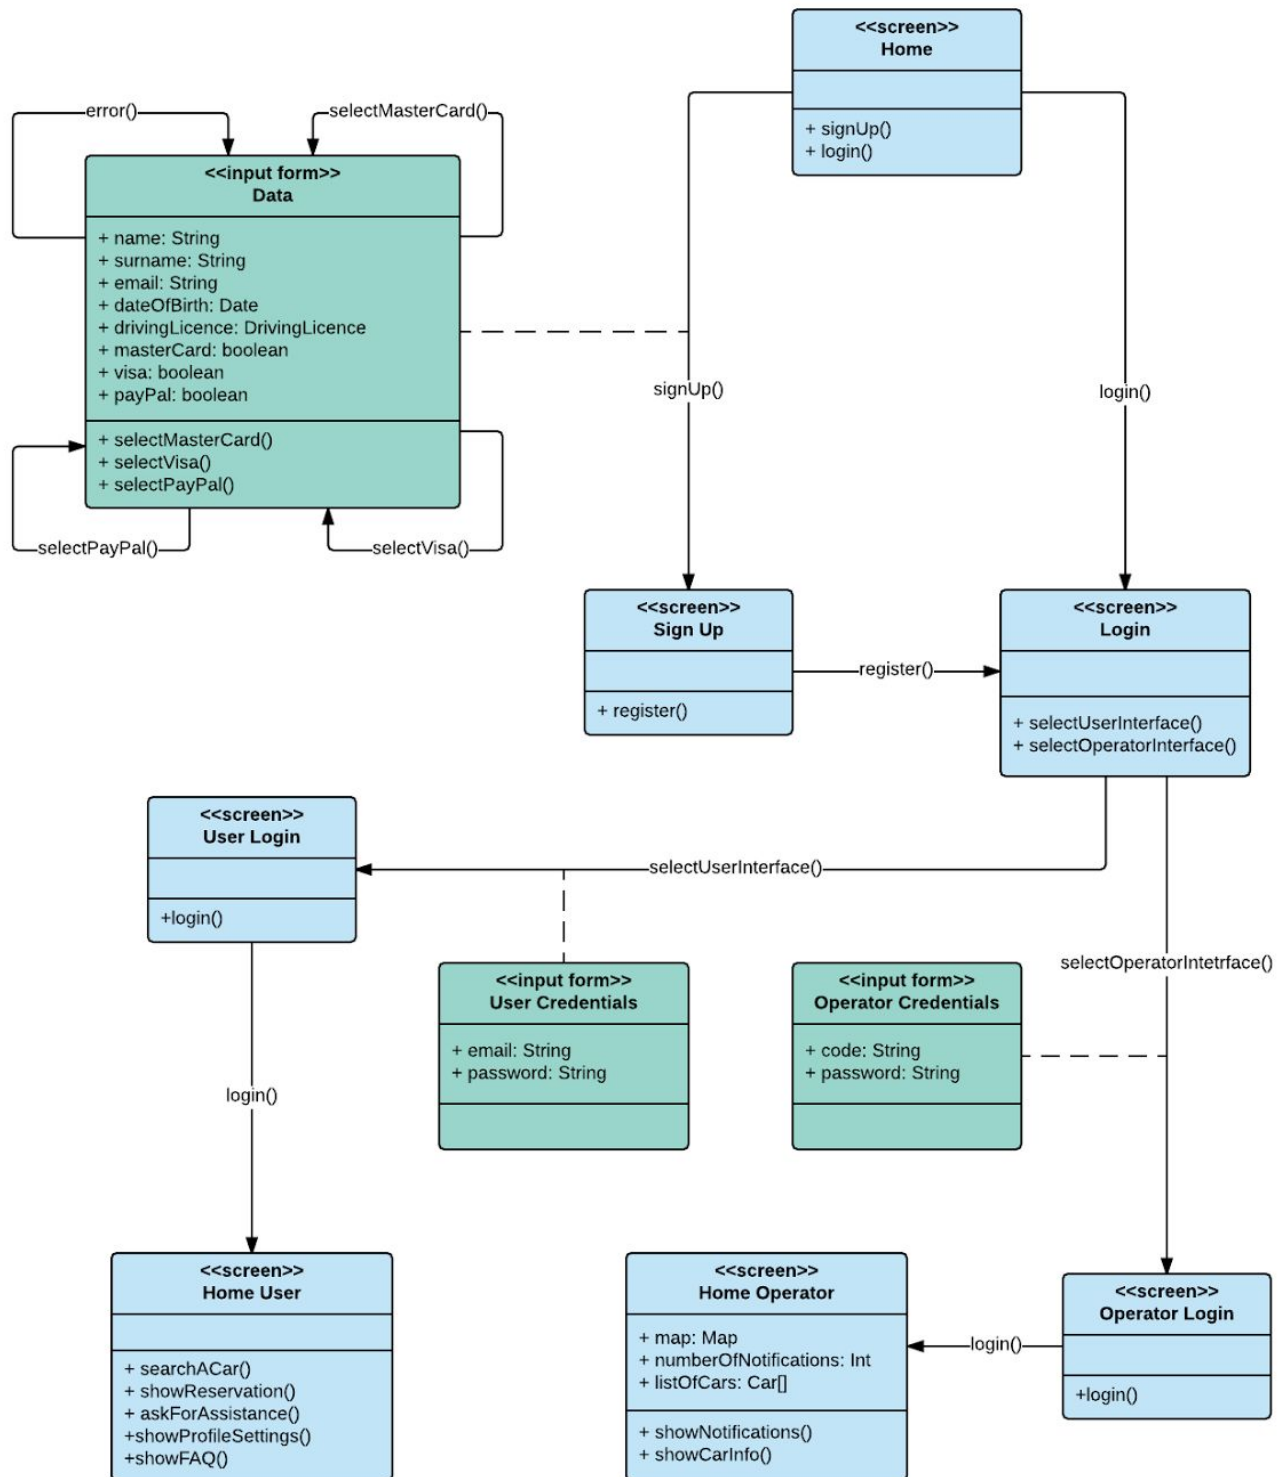 <<screen>>
Home
+ signUp()
+ login()
error()
selectMasterCard()
<<input form>>
Data
+ name: String
+ surname: String
+ email: String
+ dateOfBirth: Date
+ drivingLicence: DrivingLicence
+ masterCard: boolean
+ visa: boolean
+ payPal: boolean
+ selectMasterCard()
+ selectVisa()
+ selectPayPal()
selectPayPal()
selectVisa()
signUp()
login()
<<screen>>
Sign Up
+ register()
register()
<<screen>>
Login
+ selectUserInterface()
+ selectOperatorInterface()
<<screen>>
User Login
+login()
selectUserInterface()
selectOperatorIntetrface()
<<input form>>
User Credentials
+ email: String
+ password: String
<<input form>>
Operator Credentials
+ code: String
+ password: String
login()
<<screen>>
Home User
+ searchACar()
+ showReservation()
+ askForAssistance()
+showProfileSettings()
+showFAQ()
<<screen>>
Home Operator
+ map: Map
+ numberOfNotifications: Int
+ listOfCars: Car[]
+ showNotifications()
+ showCarInfo()
login()
<<screen>>
Operator Login
+login()